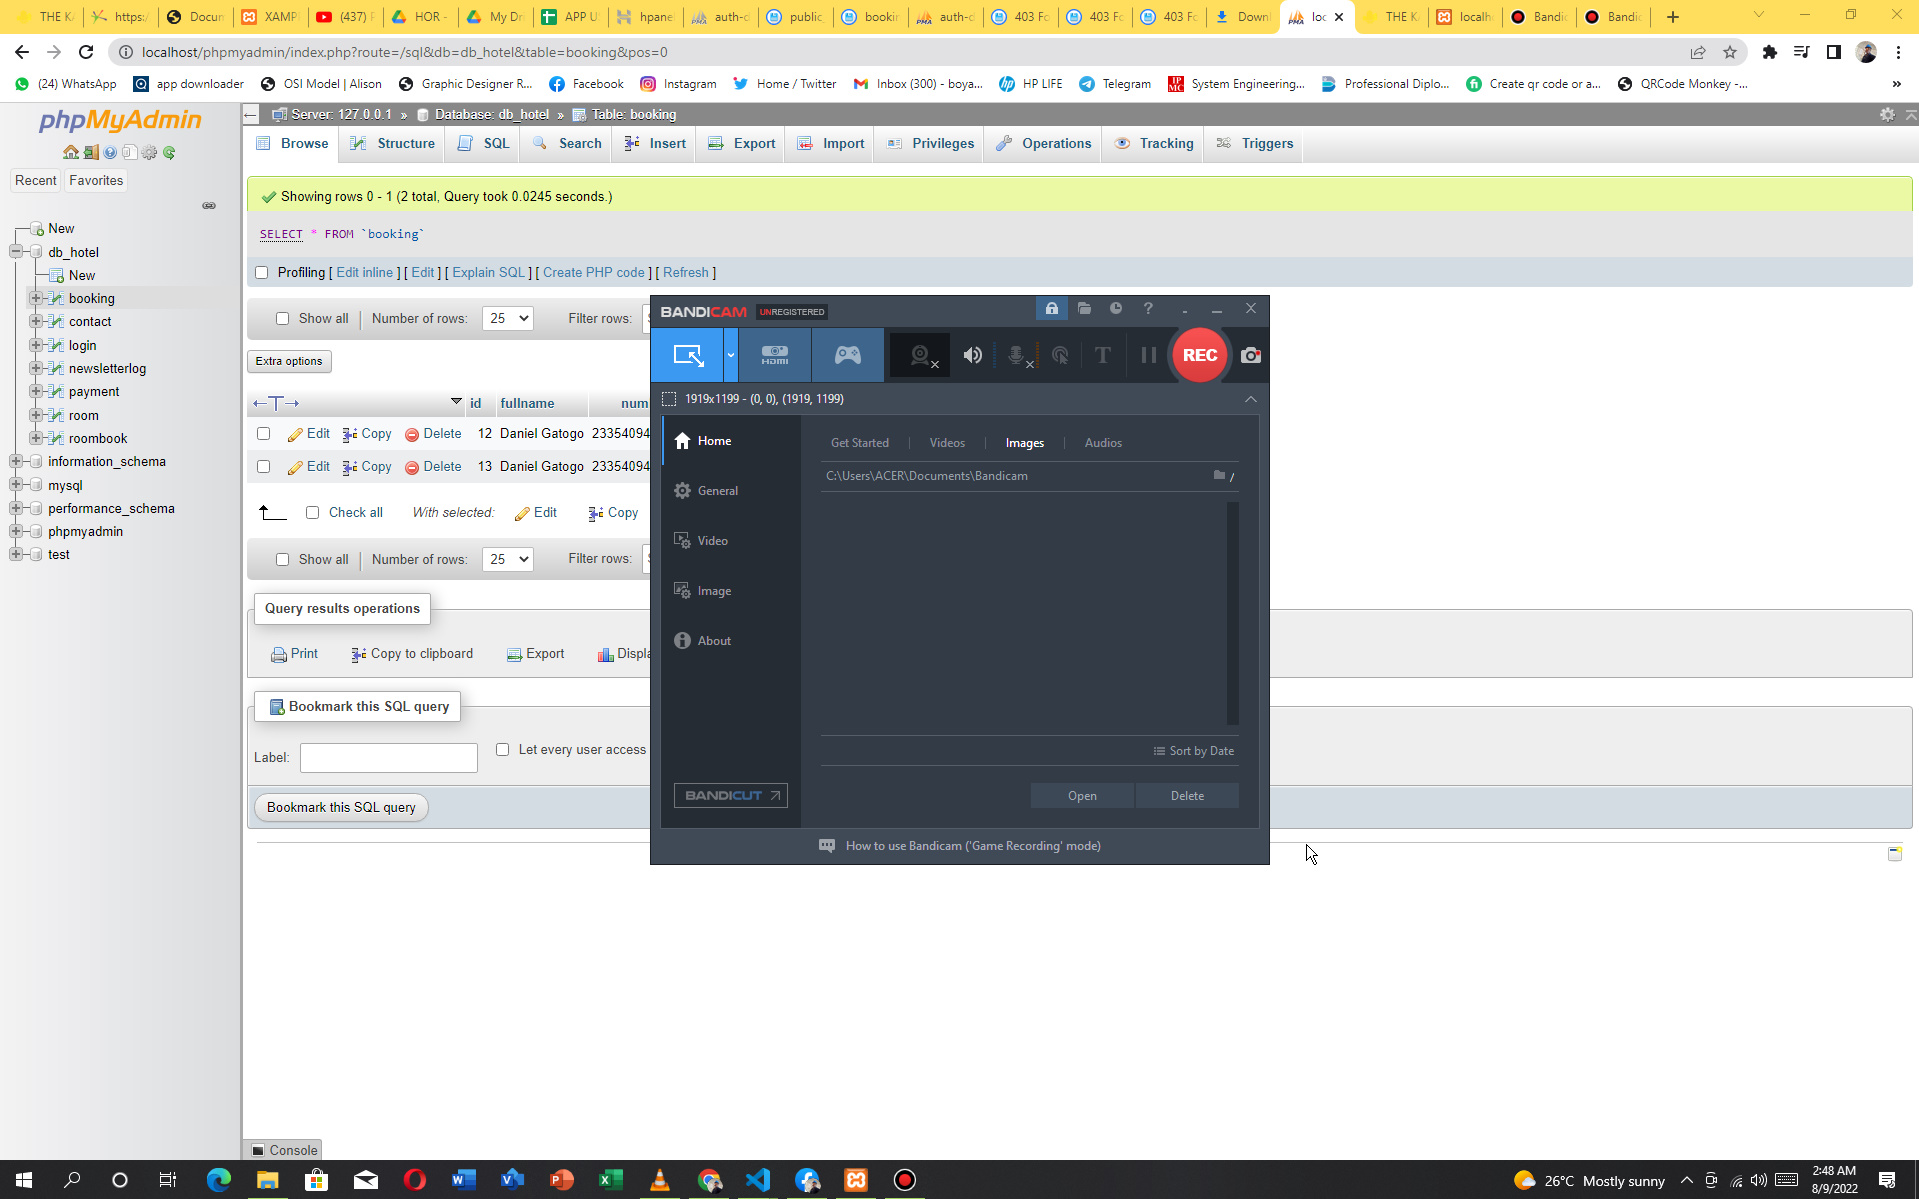 THE K
https:/
Docun
XAMP
(437) F
HOR -
My Dr
APP U
hpane
auth-d
public
bookin
auth-d
403 Fo
403 Fo
403 Fo
Downl
loc
THE K
localh
Bandic
Bandic
localhost/phpmyadmin/index.php?route=/sql&db=db_hotel&table=booking&pos=0
(24) WhatsApp
app downloader
OSI Model | Alison
Graphic Designer R...
Facebook
Instagram
Home / Twitter
Inbox (300) - boya...
HP LIFE
Telegram
System Engineering...
Professional Diplo...
Create qr code or a...
QRCode Monkey -...
»
phpMyAdmin
Recent
Favorites
New
db_hotel
New
booking
contact
login
newsletterlog
payment
room
roombook
information_schema
mysql
performance_schema
phpmyadmin
test
Server: 127.0.0.1 » Database: db_hotel » Table: booking
Browse
Structure
SQL
Search
Insert
Export
Import
Privileges
Operations
Tracking
Triggers
Showing rows 0 - 1 (2 total, Query took 0.0245 seconds.)
SELECT * FROM `booking`
Profiling [ Edit inline ] [ Edit ] [ Explain SQL ] [ Create PHP code ] [ Refresh ]
Show all
Number of rows:
25
Filter rows:
Extra options
id
fullname
num
Edit
Copy
Delete
12
Daniel Gatogo
23354094
Edit
Copy
Delete
13
Daniel Gatogo
23354094
Check all
With selected:
Edit
Copy
Show all
Number of rows:
25
Filter rows:
Query results operations
Print
Copy to clipboard
Export
Displa
Bookmark this SQL query
Label:
Let every user access
Bookmark this SQL query
Console
BANDICAM
UNREGISTERED
HDMI
T
REC
1919x1199 - (0, 0), (1919, 1199)
Home
General
Video
Image
About
BANDICUT
Get Started
Videos
Images
Audios
C:\Users\ACER\Documents\Bandicam
/
Sort by Date
Open
Delete
How to use Bandicam ('Game Recording' mode)
26°C Mostly sunny
2:48 AM
8/9/2022